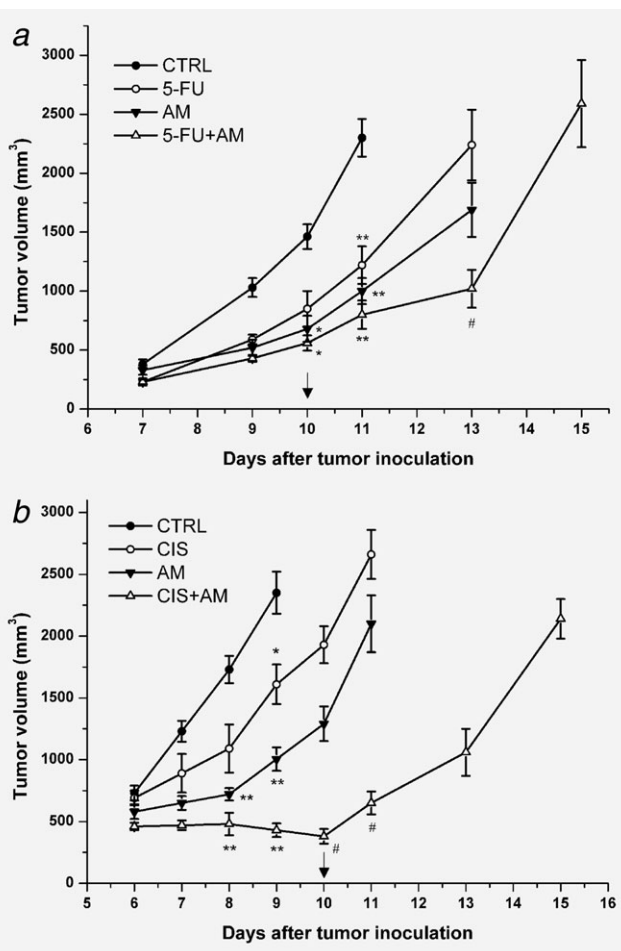 a
3000
2500
2000
1500
1000
500
0
Tumor volume (mm³)
CTRL
5-FU
AM
5-FU+AM
**
*
**
*
**
#
6 7 8 9 10 11 12 13 14 15
Days after tumor inoculation
b
3000
2500
2000
1500
1000
500
0
Tumor volume (mm³)
CTRL
CIS
AM
CIS+AM
*
**
**
**
**
#
#
5 6 7 8 9 10 11 12 13 14 15 16
Days after tumor inoculation